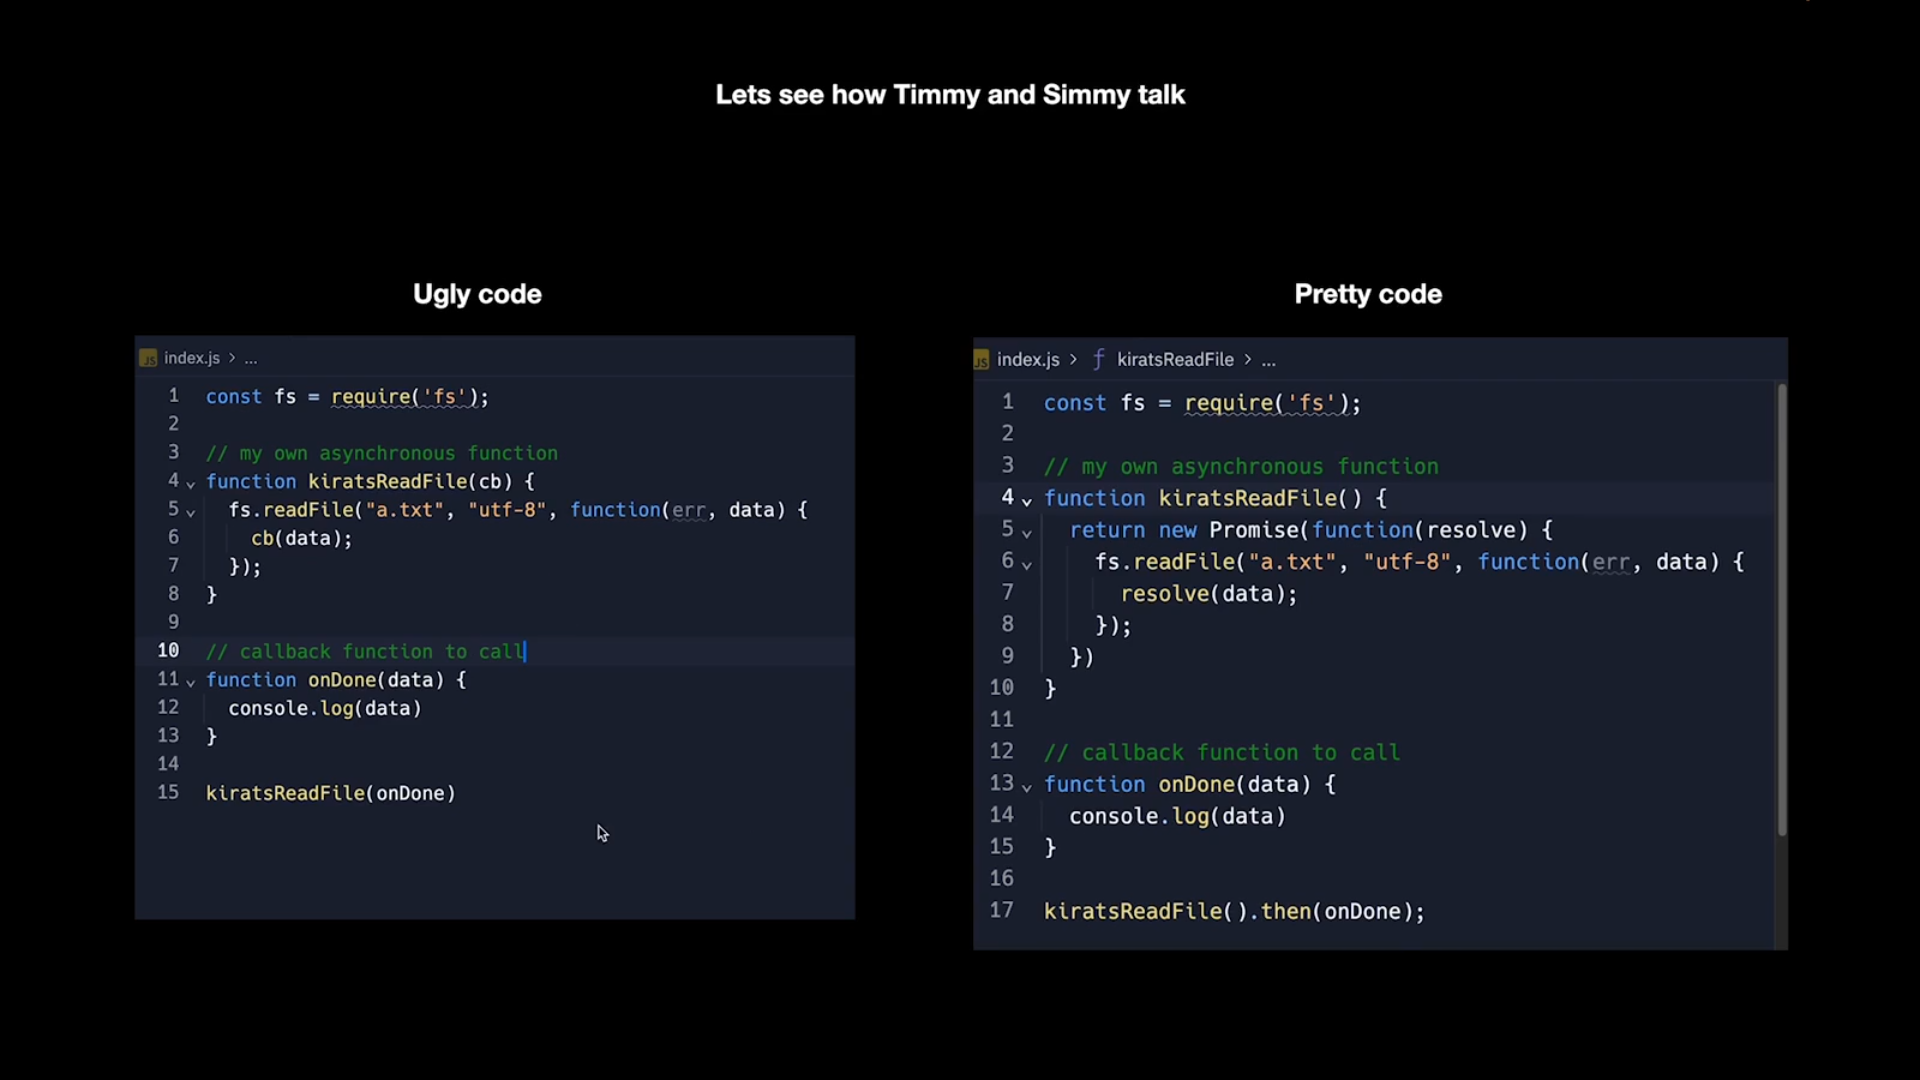 Lets see how Timmy and Simmy talk
Ugly code
JS index.js > ...
1 const fs = require('fs');
2
3 // my own asynchronous function
4 function kiratsReadFile(cb) {
5 fs.readFile("a.txt", "utf-8", function(err, data) {
6 cb(data);
7 });
8 }
9
10 // callback function to call
11 function onDone(data) {
12 console.log(data)
13 }
14
15 kiratsReadFile(onDone)
Pretty code
JS index.js > ƒ kiratsReadFile > ...
1 const fs = require('fs');
2
3 // my own asynchronous function
4 function kiratsReadFile() {
5 return new Promise(function(resolve) {
6 fs.readFile("a.txt", "utf-8", function(err, data) {
7 resolve(data);
8 });
9 })
10 }
11
12 // callback function to call
13 function onDone(data) {
14 console.log(data)
15 }
16
17 kiratsReadFile().then(onDone);